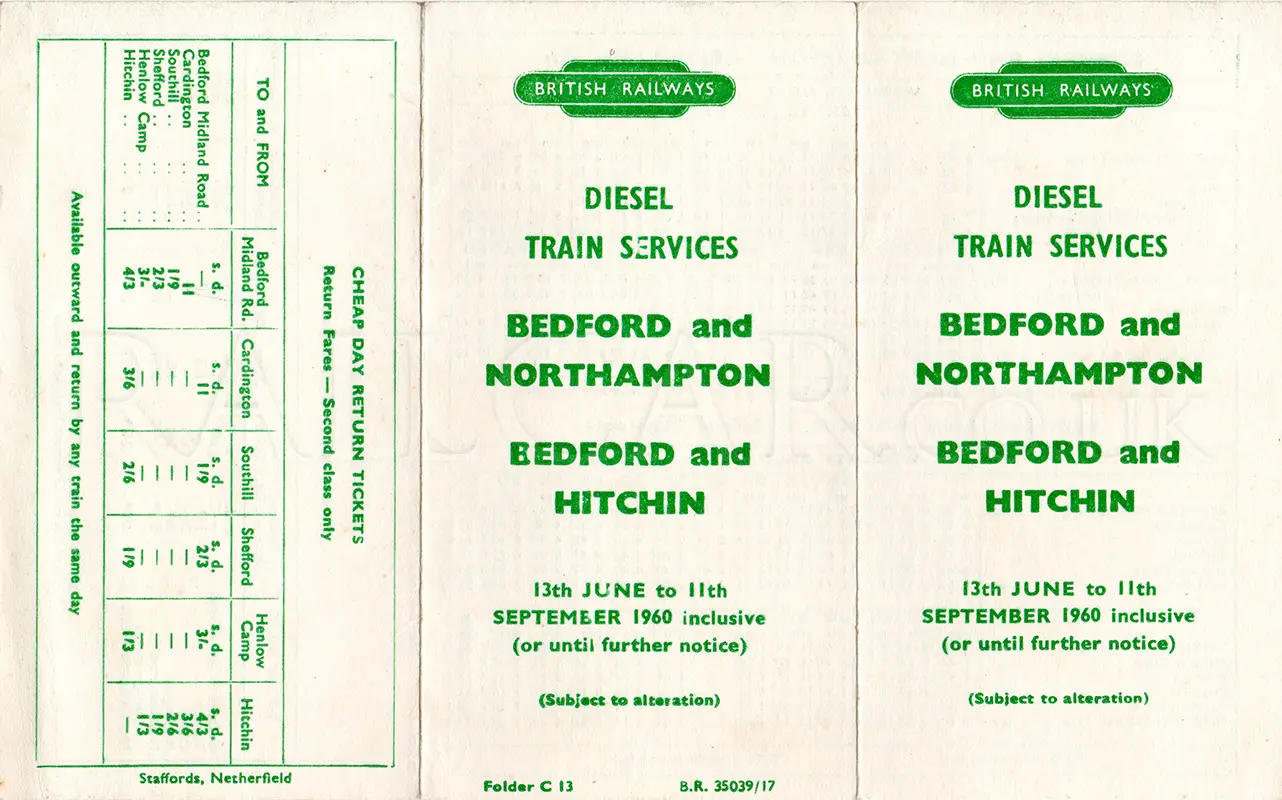 CHEAP DAY RETURN TICKETS
Return Fares — Second class only
TO and FROM Bedford Midland Rd. Cardington Southill Shefford Henlow Camp Hitchin
s. d. s. d. s. d. s. d. s. d. s. d.
Bedford Midland Road .. — 11 1/9 2/3 3/- 4/3
Cardington .. .. 11 — — — — 3/6
Southill .. .. .. 1/9 — — — — 2/6
Shefford .. .. .. 2/3 — — — — 1/9
Henlow Camp .. .. 3/- — — — — 1/3
Hitchin .. .. .. 4/3 3/6 2/6 1/9 1/3 —
Available outward and return by any train the same day
Staffords, Netherfield
BRITISH RAILWAYS
DIESEL
TRAIN SERVICES
BEDFORD and
NORTHAMPTON
BEDFORD and
HITCHIN
13th JUNE to 11th
SEPTEMBER 1960 inclusive
(or until further notice)
(Subject to alteration)
Folder C 13 B.R. 35039/17
BRITISH RAILWAYS
DIESEL
TRAIN SERVICES
BEDFORD and
NORTHAMPTON
BEDFORD and
HITCHIN
13th JUNE to 11th
SEPTEMBER 1960 inclusive
(or until further notice)
(Subject to alteration)
RAILCAR.co.uk